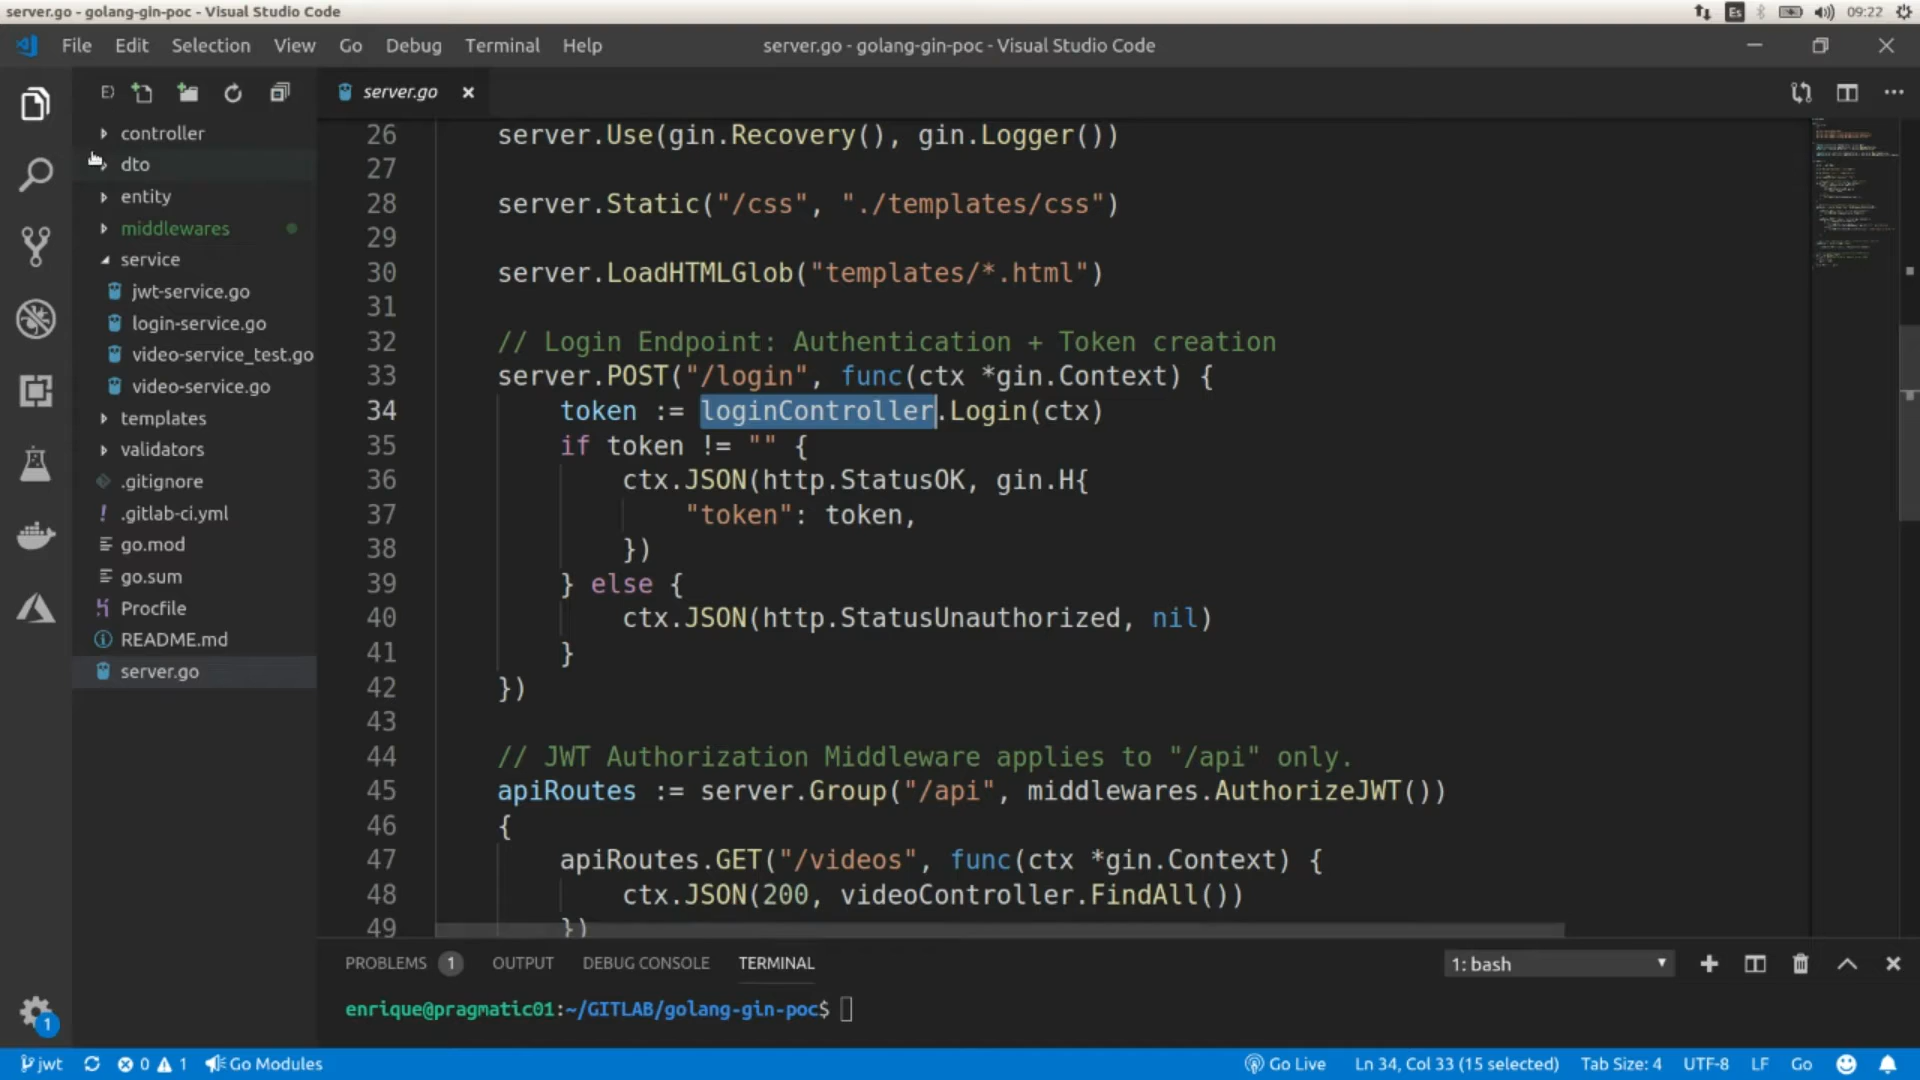 server.go - golang-gin-poc - Visual Studio Code
Es
09:22
File Edit Selection View Go Debug Terminal Help
server.go - golang-gin-poc - Visual Studio Code
server.go
controller
dto
entity
middlewares
service
jwt-service.go
login-service.go
video-service_test.go
video-service.go
templates
validators
.gitignore
.gitlab-ci.yml
go.mod
go.sum
Procfile
README.md
server.go
26 server.Use(gin.Recovery(), gin.Logger())
27
28 server.Static("/css", "./templates/css")
29
30 server.LoadHTMLGlob("templates/*.html")
31
32 // Login Endpoint: Authentication + Token creation
33 server.POST("/login", func(ctx *gin.Context) {
34 token := loginController.Login(ctx)
35 if token != "" {
36 ctx.JSON(http.StatusOK, gin.H{
37 "token": token,
38 })
39 } else {
40 ctx.JSON(http.StatusUnauthorized, nil)
41 }
42 })
43
44 // JWT Authorization Middleware applies to "/api" only.
45 apiRoutes := server.Group("/api", middlewares.AuthorizeJWT())
46 {
47 apiRoutes.GET("/videos", func(ctx *gin.Context) {
48 ctx.JSON(200, videoController.FindAll())
49 })
PROBLEMS 1 OUTPUT DEBUG CONSOLE TERMINAL
1: bash
enrique@pragmatic01:~/GITLAB/golang-gin-poc$
1
jwt 0 1 Go Modules
Go Live Ln 34, Col 33 (15 selected) Tab Size: 4 UTF-8 LF Go